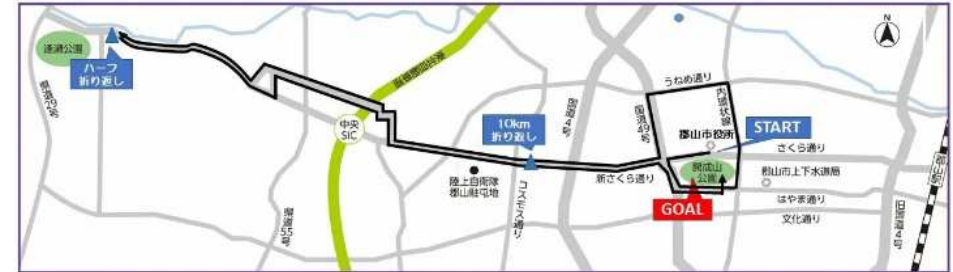 N
逢瀬公園
ハーフ
折り返し
県道29号
東北自動車道
中央
SIC
10km
折り返し
国道4号
国道49号
うねめ通り
内環状線
郡山市役所
START
さくら通り
開成山
公園
郡山市上下水道局
新さくら通り
はやま通り
GOAL
文化通り
陸上自衛隊
郡山駐屯地
コスモス通り
県道55号
旧国道4号
郡山駅